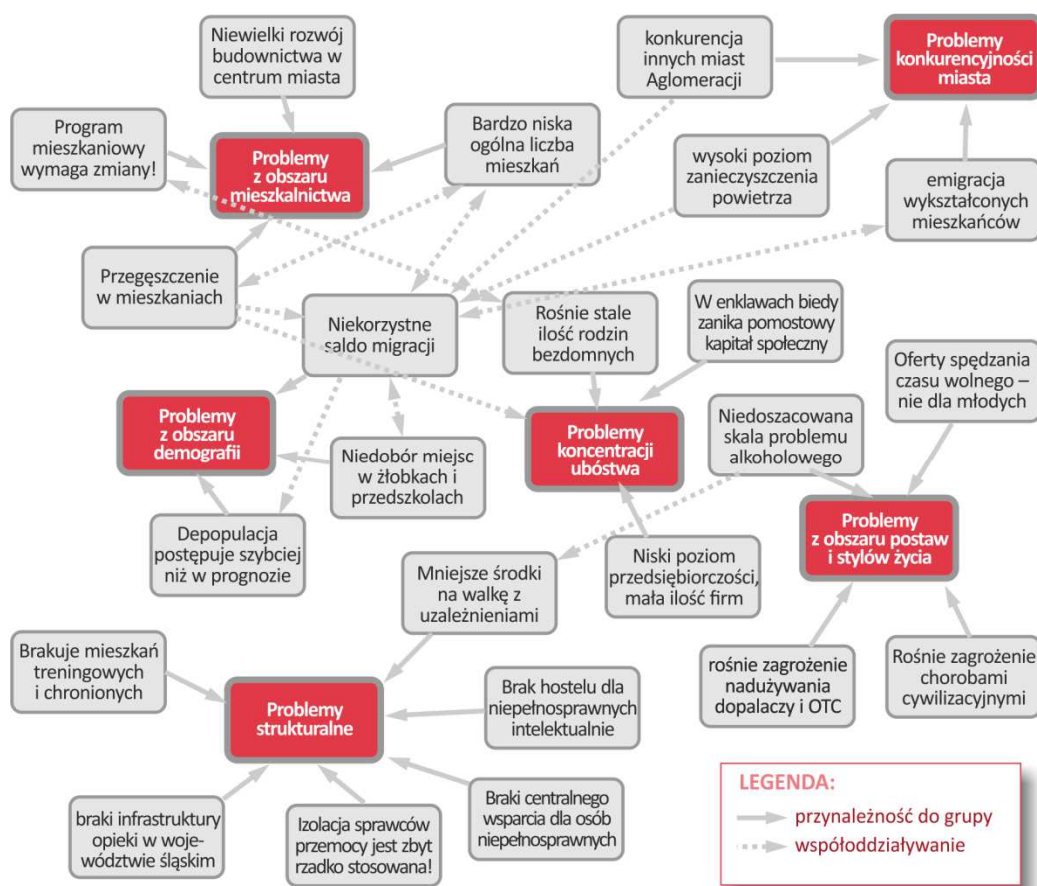 Niewielki rozwój
budownictwa w
centrum miasta
konkurencja
innych miast
Aglomeracji
Problemy
konkurencyjności
miasta
Program
mieszkaniowy
wymaga zmiany!
Problemy
z obszaru
mieszkalnictwa
Bardzo niska
ogólna liczba
mieszkań
wysoki poziom
zanieczyszczenia
powietrza
emigracja
wykształconych
mieszkańców
Przegęszczenie
w mieszkaniach
Niekorzystne
saldo migracji
Rośnie stale
ilość rodzin
bezdomnych
W enklawach biedy
zanika pomostowy
kapitał społeczny
Oferty spędzania
czasu wolnego –
nie dla młodych
Problemy
z obszaru
demografii
Niedobór miejsc
w żłobkach i
przedszkolach
Problemy
koncentracji
ubóstwa
Niedoszacowana
skala problemu
alkoholowego
Depopulacja
postępuje szybciej
niż w prognozie
Mniejsze środki
na walkę z
uzależnieniami
Niski poziom
przedsiębiorczości,
mała ilość firm
Problemy
z obszaru postaw
i stylów życia
Brakuje mieszkań
treningowych
i chronionych
Problemy
strukturalne
Brak hostelu dla
niepełnosprawnych
intelektualnie
rośnie zagrożenie
nadużywania
dopalaczy i OTC
Rośnie zagrożenie
chorobami
cywilizacyjnymi
braki infrastruktury
opieki w woje-
wództwie śląskim
Izolacja sprawców
przemocy jest zbyt
rzadko stosowana!
Braki centralnego
wsparcia dla osób
niepełnosprawnych
LEGENDA:
przynależność do grupy
współoddziaływanie